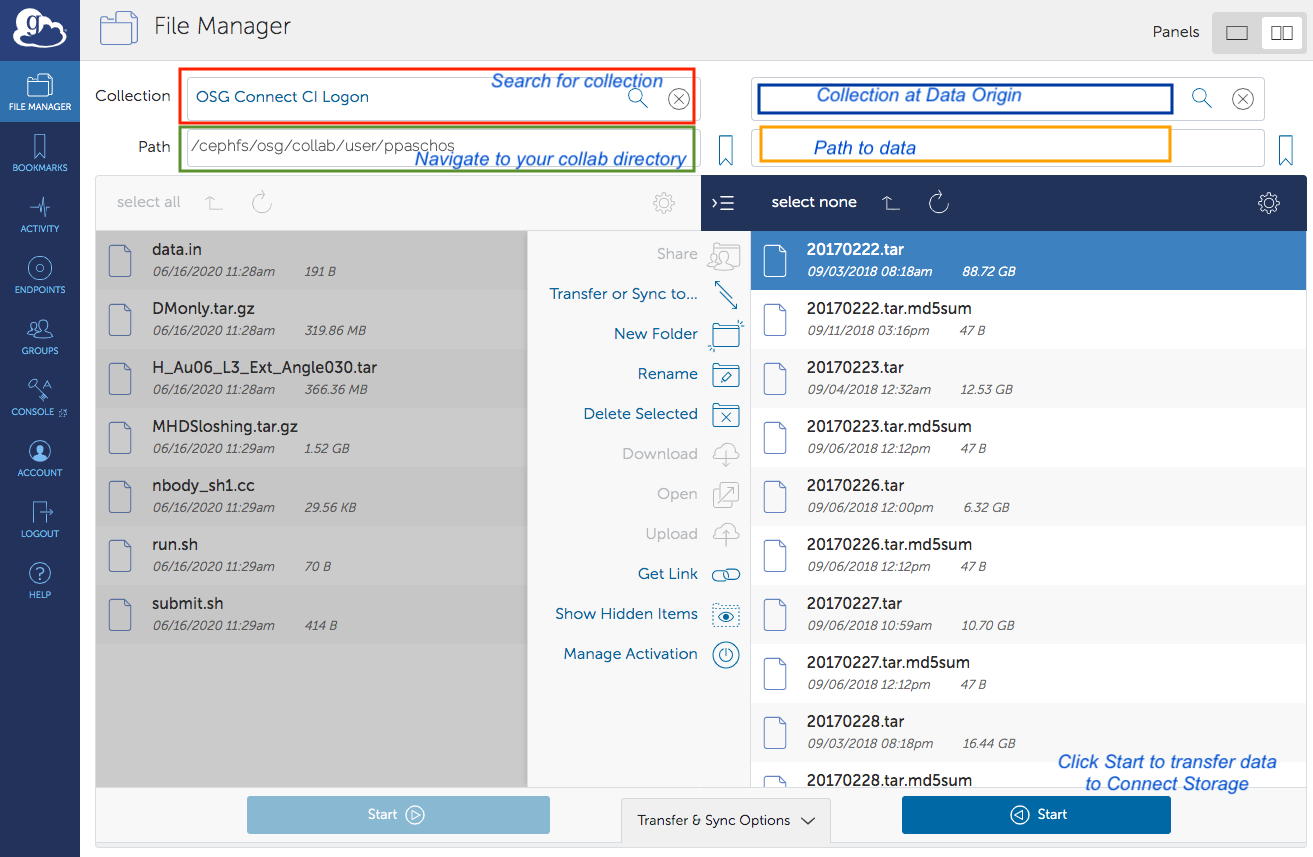 g
File Manager
Panels
FILE MANAGER
BOOKMARKS
ACTIVITY
ENDPOINTS
GROUPS
CONSOLE
ACCOUNT
LOGOUT
HELP
Collection
OSG Connect CI Logon
Search for collection
Collection at Data Origin
Path
/cephfs/osg/collab/user/ppaschos
Navigate to your collab directory
Path to data
select all
select none
data.in
06/16/2020 11:28am 191 B
DMonly.tar.gz
06/16/2020 11:28am 319.86 MB
H_Au06_L3_Ext_Angle030.tar
06/16/2020 11:28am 366.36 MB
MHDSloshing.tar.gz
06/16/2020 11:29am 1.52 GB
nbody_sh1.cc
06/16/2020 11:29am 29.56 KB
run.sh
06/16/2020 11:29am 70 B
submit.sh
06/16/2020 11:29am 414 B
Share
Transfer or Sync to...
New Folder
Rename
Delete Selected
Download
Open
Upload
Get Link
Show Hidden Items
Manage Activation
20170222.tar
09/03/2018 08:18am 88.72 GB
20170222.tar.md5sum
09/11/2018 03:16pm 47 B
20170223.tar
09/04/2018 12:32am 12.53 GB
20170223.tar.md5sum
09/06/2018 12:12pm 47 B
20170226.tar
09/06/2018 12:00pm 6.32 GB
20170226.tar.md5sum
09/06/2018 12:12pm 47 B
20170227.tar
09/06/2018 10:59am 10.70 GB
20170227.tar.md5sum
09/06/2018 12:12pm 47 B
20170228.tar
09/03/2018 08:18pm 16.44 GB
20170228.tar.md5sum
Click Start to transfer data
to Connect Storage
Start
Transfer & Sync Options
Start